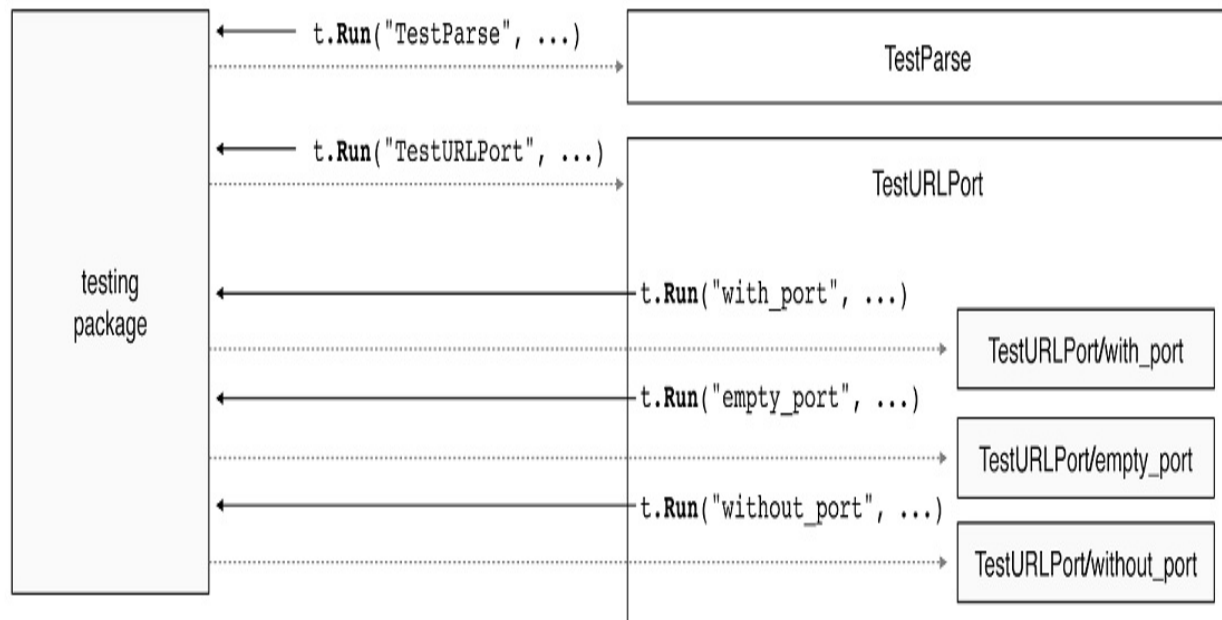 t.Run("TestParse", ...)
TestParse
t.Run("TestURLPort", ...)
TestURLPort
testing
package
t.Run("with_port", ...)
TestURLPort/with_port
t.Run("empty_port", ...)
TestURLPort/empty_port
t.Run("without_port", ...)
TestURLPort/without_port